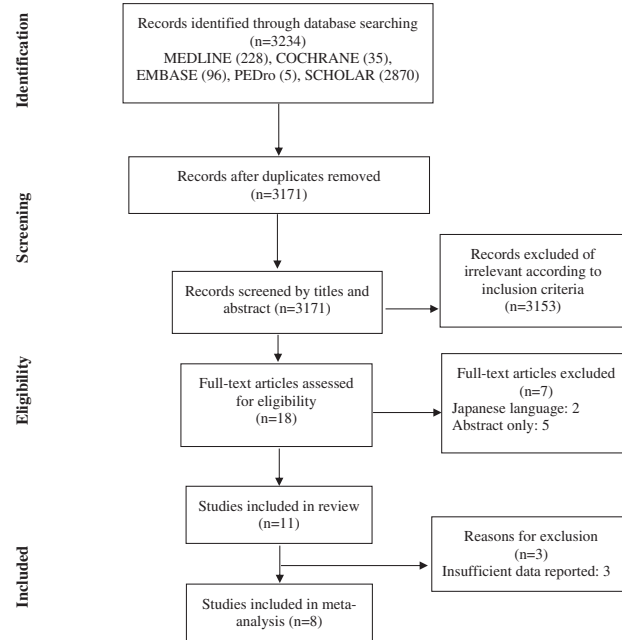 Identification
Records identified through database searching
(n=3234)
MEDLINE (228), COCHRANE (35),
EMBASE (96), PEDro (5), SCHOLAR (2870)
Screening
Records after duplicates removed
(n=3171)
Records screened by titles and
abstract (n=3171)
Records excluded of
irrelevant according to
inclusion criteria
(n=3153)
Eligibility
Full-text articles assessed
for eligibility
(n=18)
Full-text articles excluded
(n=7)
Japanese language: 2
Abstract only: 5
Included
Studies included in review
(n=11)
Reasons for exclusion
(n=3)
Insufficient data reported: 3
Studies included in meta-
analysis (n=8)